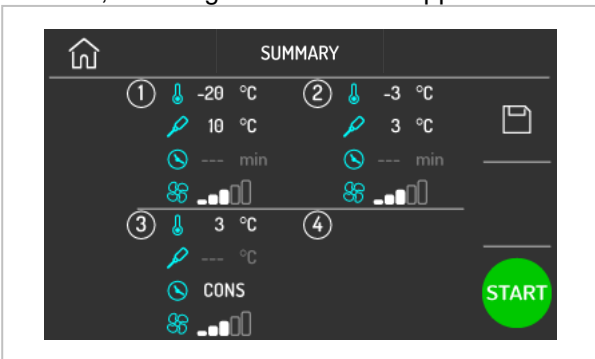 SUMMARY
① -20 °C ② -3 °C
10 °C 3 °C
--- min --- min
③ 3 °C ④
--- °C
CONS
START